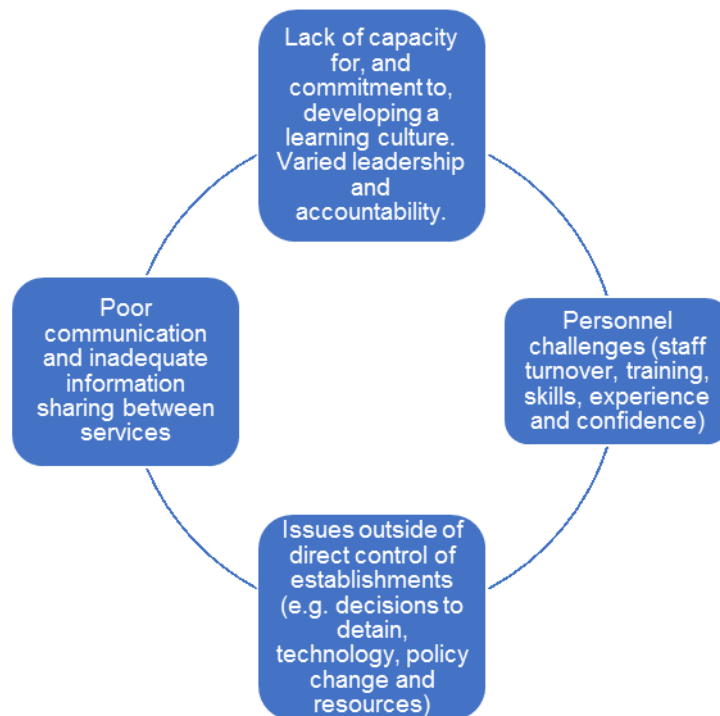 Lack of capacity
for, and
commitment to,
developing a
learning culture.
Varied leadership
and
accountability.
Personnel
challenges (staff
turnover, training,
skills, experience
and confidence)
Issues outside of
direct control of
establishments
(e.g. decisions to
detain,
technology, policy
change and
resources)
Poor
communication
and inadequate
information
sharing between
services